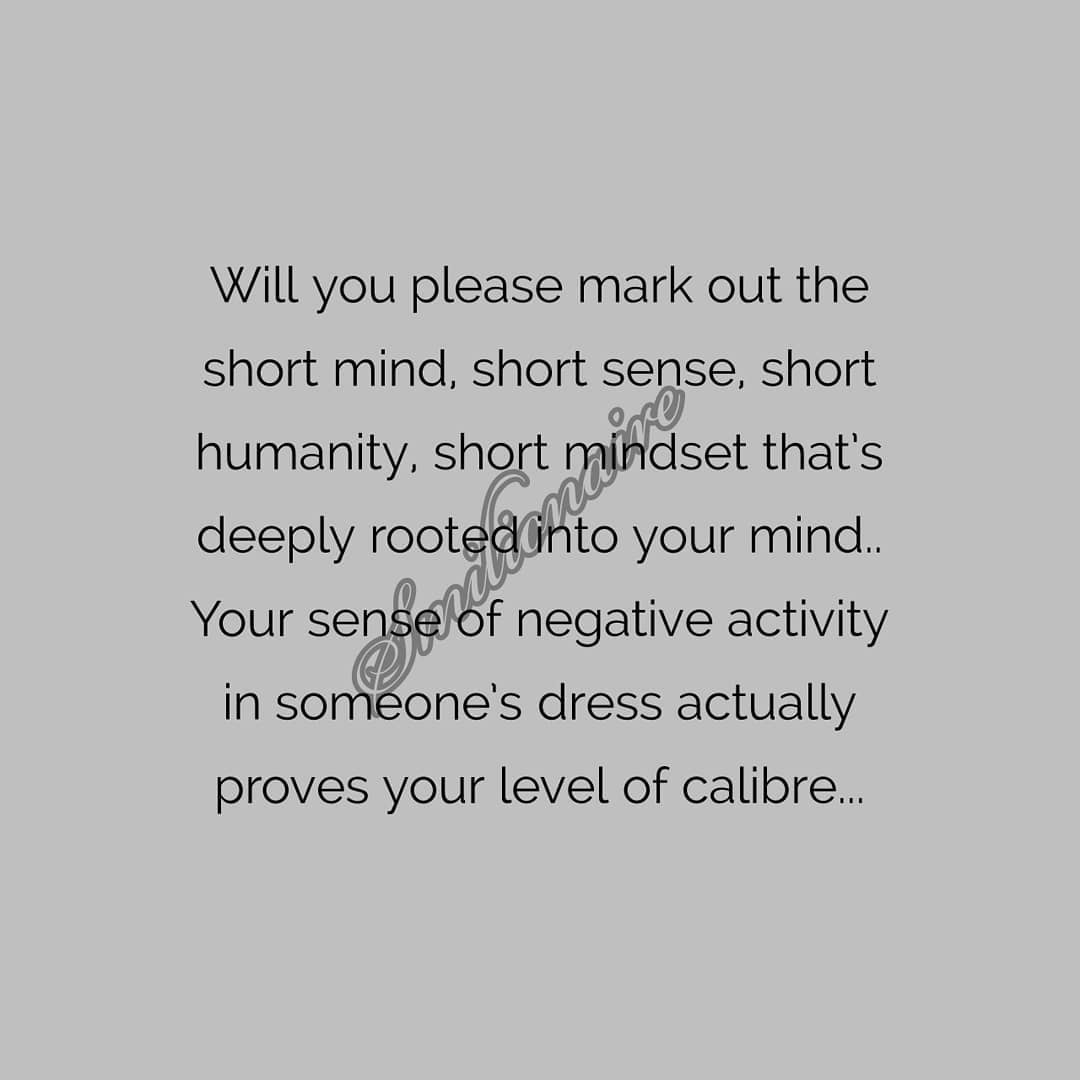 Will you please mark out the
short mind, short sense, short
humanity, short mindset that's
deeply rooted into your mind..
Your sense of negative activity
in someone's dress actually
proves your level of calibre...
Smilionaire